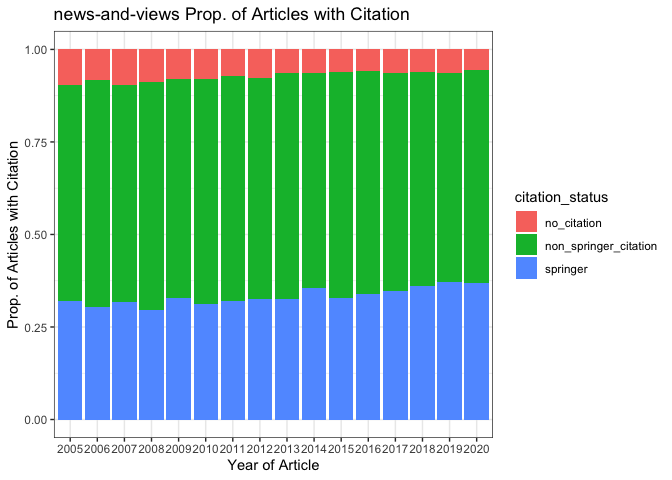 news-and-views Prop. of Articles with Citation
1.00
0.75
0.50
0.25
0.00
Prop. of Articles with Citation
2005 2006 2007 2008 2009 2010 2011 2012 2013 2014 2015 2016 2017 2018 2019 2020
Year of Article
citation_status
no_citation
non_springer_citation
springer